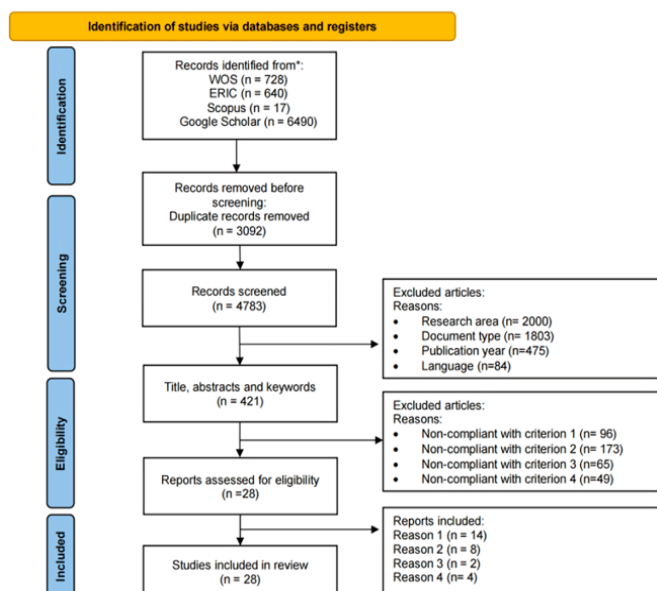 Identification of studies via databases and registers
Identification
Records identified from*:
WOS (n = 728)
ERIC (n = 640)
Scopus (n = 17)
Google Scholar (n = 6490)
Records removed before
screening:
Duplicate records removed
(n = 3092)
Screening
Records screened
(n = 4783)
Excluded articles:
Reasons:
• Research area (n= 2000)
• Document type (n= 1803)
• Publication year (n=475)
• Language (n=84)
Title, abstracts and keywords
(n = 421)
Eligibility
Excluded articles:
Reasons:
• Non-compliant with criterion 1 (n= 96)
• Non-compliant with criterion 2 (n= 173)
• Non-compliant with criterion 3 (n=65)
• Non-compliant with criterion 4 (n=49)
Reports assessed for eligibility
(n =28)
Included
Reports included:
Reason 1 (n = 14)
Reason 2 (n = 8)
Reason 3 (n = 2)
Reason 4 (n= 4)
Studies included in review
(n = 28)